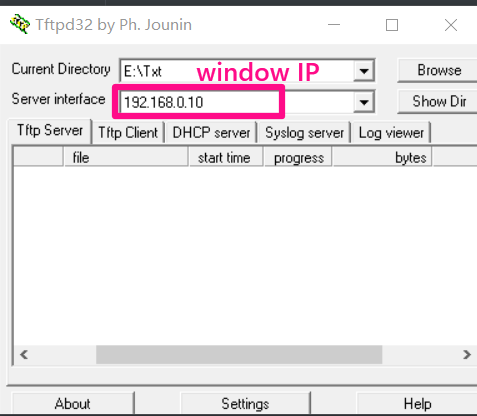 Tftpd32 by Ph. Jounin
Current Directory E:\Txt window IP Browse
Server interface 192.168.0.10 Show Dir
Tftp Server Tftp Client DHCP server Syslog server Log viewer
file start time progress bytes
About Settings Help